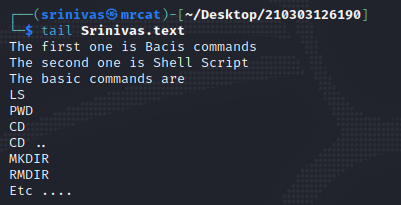 ┌──(srinivas㉿mrcat)-[~/Desktop/210303126190]
└─$ tail Srinivas.text
The first one is Bacis commands
The second one is Shell Script
The basic commands are
LS
PWD
CD
CD ..
MKDIR
RMDIR
Etc ....